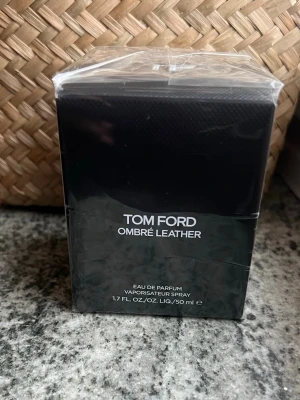 TOM FORD
OMBRÉ LEATHER
EAU DE PARFUM
VAPORISATEUR SPRAY
1.7 FL. OZ./OZ. LIQ./50 ml ℮